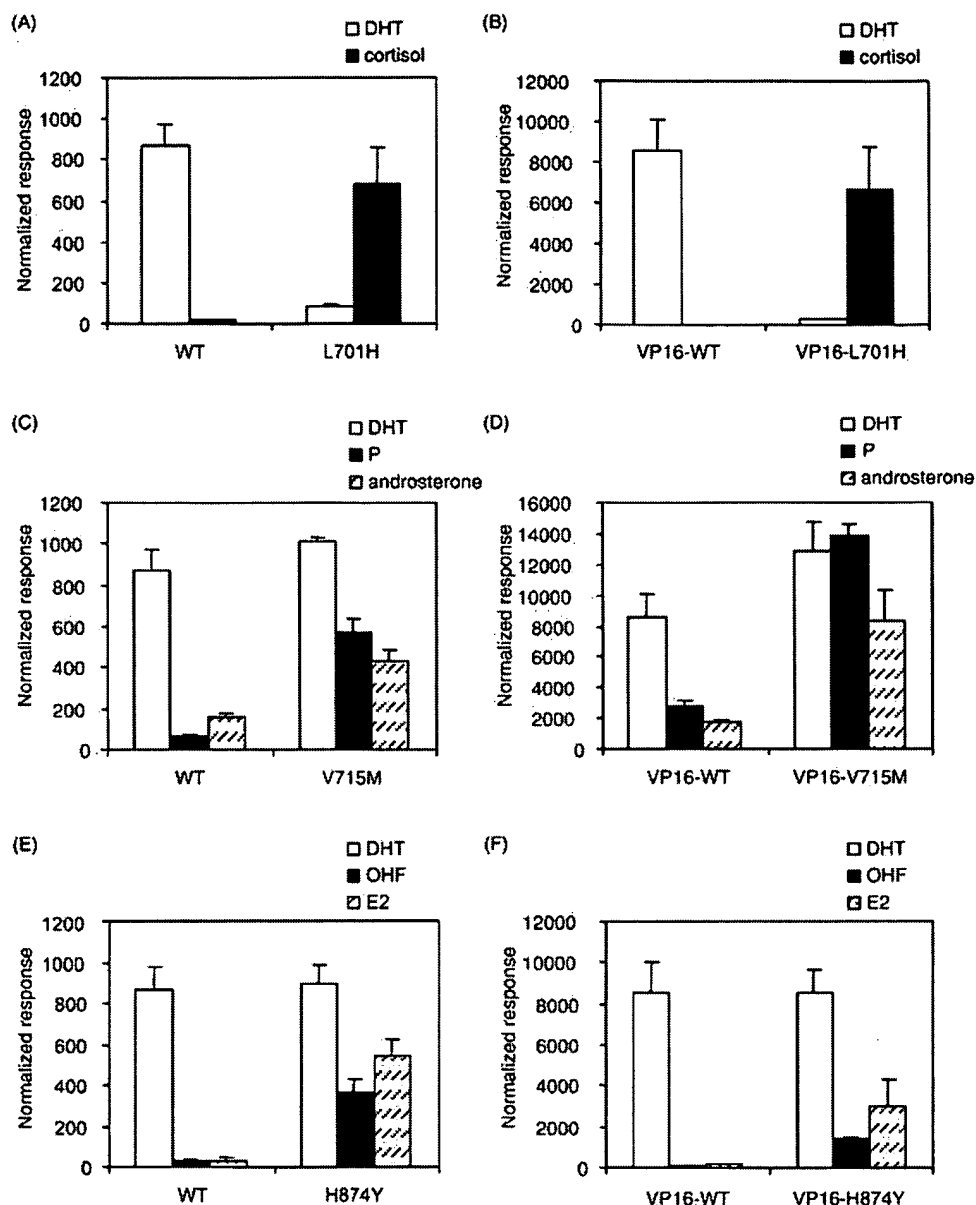 (A)
DHT
cortisol
Normalized response
1200
1000
800
600
400
200
0
WT
L701H
(B)
DHT
cortisol
Normalized response
12000
10000
8000
6000
4000
2000
0
VP16-WT
VP16-L701H
(C)
DHT
P
androsterone
Normalized response
1200
1000
800
600
400
200
0
WT
V715M
(D)
DHT
P
androsterone
Normalized response
16000
14000
12000
10000
8000
6000
4000
2000
0
VP16-WT
VP16-V715M
(E)
DHT
OHF
E2
Normalized response
1200
1000
800
600
400
200
0
WT
H874Y
(F)
DHT
OHF
E2
Normalized response
12000
10000
8000
6000
4000
2000
0
VP16-WT
VP16-H874Y